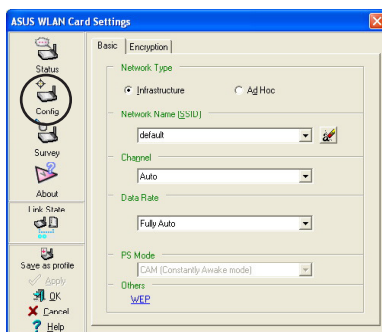 ASUS WLAN Card Settings
Status
Config
Survey
About
Link State
Save as profile
Apply
OK
Cancel
Help
Basic
Encryption
Network Type
Infrastructure
Ad Hoc
Network Name (SSID)
default
Channel
Auto
Data Rate
Fully Auto
PS Mode
CAM (Constantly Awake mode)
Others
WEP